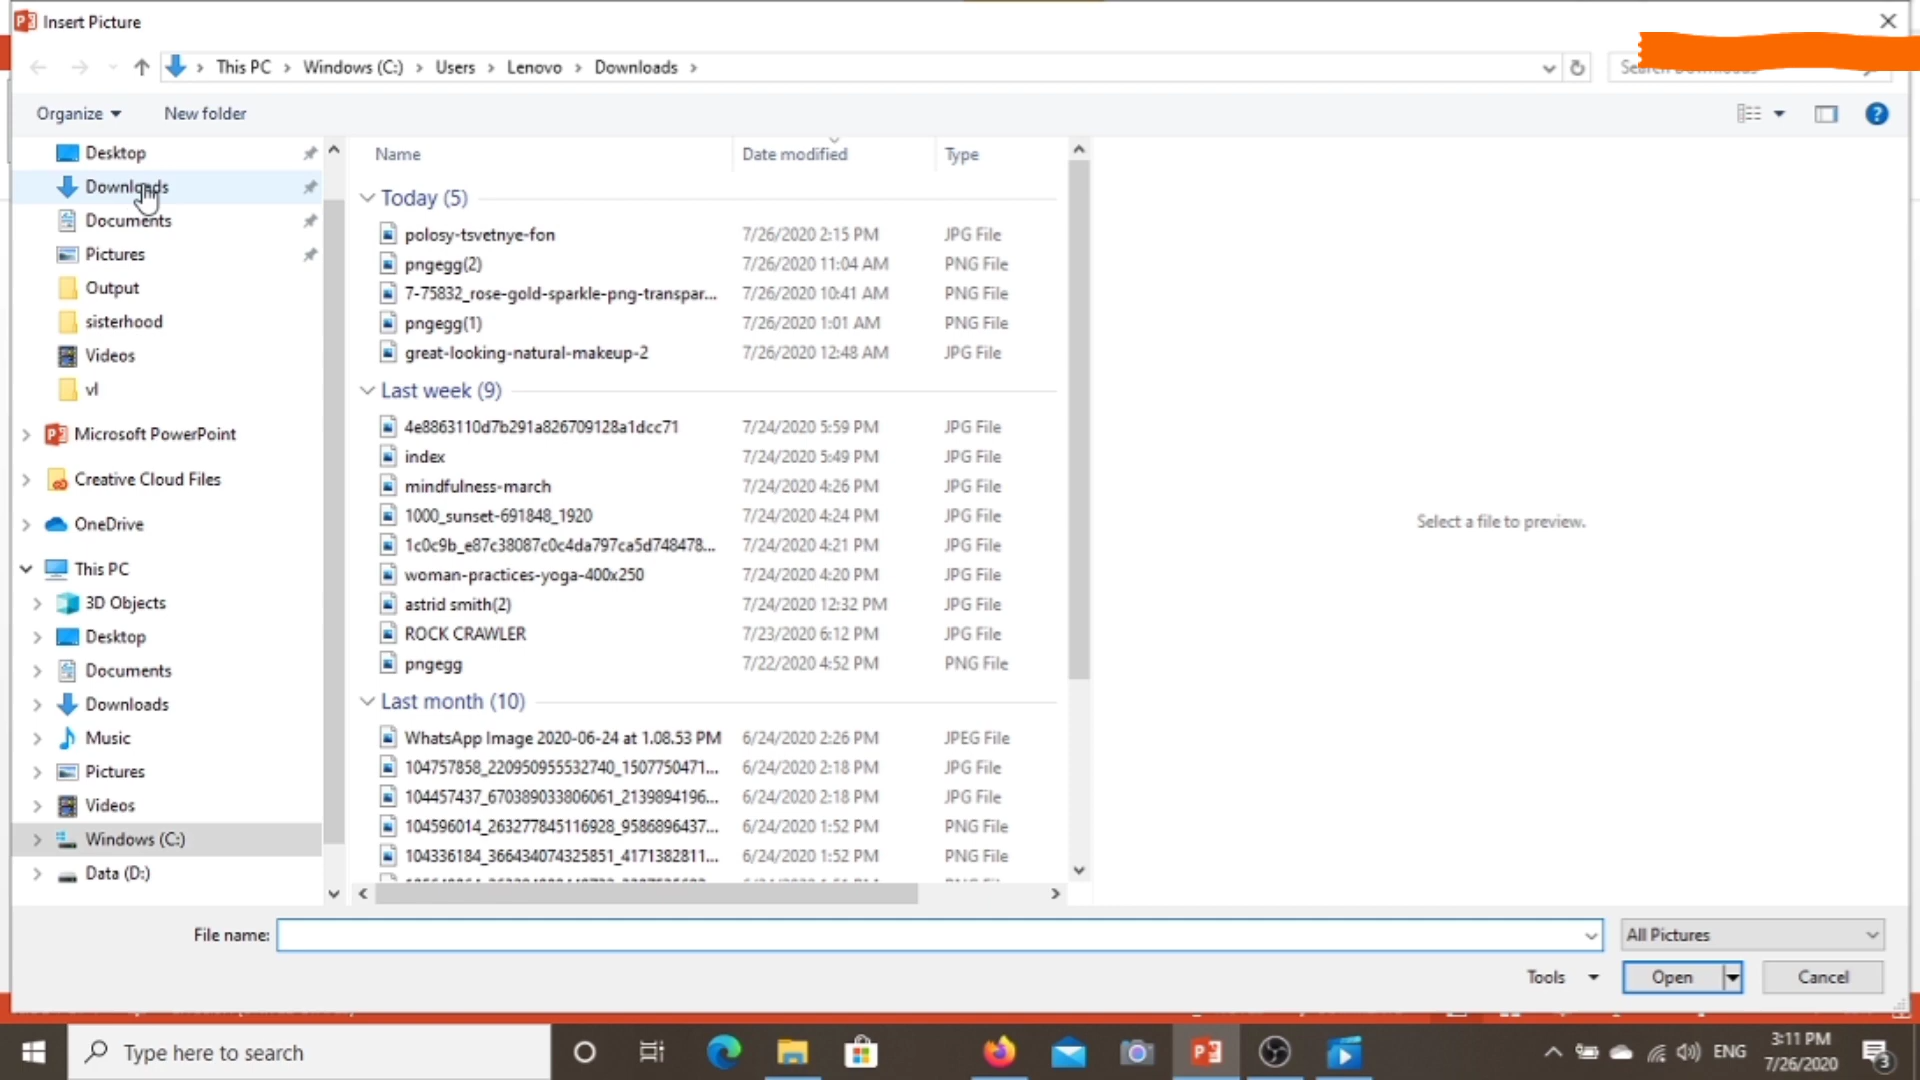 Insert Picture
This PC > Windows (C:) > Users > Lenovo > Downloads >
Organize
New folder
Desktop
Downloads
Documents
Pictures
Output
sisterhood
Videos
vl
Microsoft PowerPoint
Creative Cloud Files
OneDrive
This PC
3D Objects
Desktop
Documents
Downloads
Music
Pictures
Videos
Windows (C:)
Data (D:)
Name Date modified Type
Today (5)
polosy-tsvetnye-fon 7/26/2020 2:15 PM JPG File
pngegg(2) 7/26/2020 11:04 AM PNG File
7-75832_rose-gold-sparkle-png-transpar... 7/26/2020 10:41 AM PNG File
pngegg(1) 7/26/2020 1:01 AM PNG File
great-looking-natural-makeup-2 7/26/2020 12:48 AM JPG File
Last week (9)
4e8863110d7b291a826709128a1dcc71 7/24/2020 5:59 PM JPG File
index 7/24/2020 5:49 PM JPG File
mindfulness-march 7/24/2020 4:26 PM JPG File
1000_sunset-691848_1920 7/24/2020 4:24 PM JPG File
1c0c9b_e87c38087c0c4da797ca5d748478... 7/24/2020 4:21 PM JPG File
woman-practices-yoga-400x250 7/24/2020 4:20 PM JPG File
astrid smith(2) 7/24/2020 12:32 PM JPG File
ROCK CRAWLER 7/23/2020 6:12 PM JPG File
pngegg 7/22/2020 4:52 PM PNG File
Last month (10)
WhatsApp Image 2020-06-24 at 1.08.53 PM 6/24/2020 2:26 PM JPEG File
104757858_220950955532740_1507750471... 6/24/2020 2:18 PM JPG File
104457437_670389033806061_2139894196... 6/24/2020 2:18 PM JPG File
104596014_263277845116928_9586896437... 6/24/2020 1:52 PM PNG File
104336184_366434074325851_4171382811... 6/24/2020 1:52 PM PNG File
Select a file to preview.
File name:
All Pictures
Tools
Open
Cancel
Type here to search
ENG
3:11 PM
7/26/2020
3